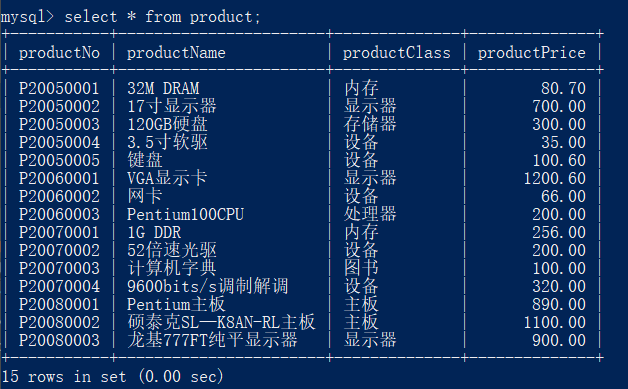 mysql> select * from product;
+-----------+--------------------+--------------+--------------+
| productNo | productName | productClass | productPrice |
+-----------+--------------------+--------------+--------------+
| P20050001 | 32M DRAM | 内存 | 80.70 |
| P20050002 | 17寸显示器 | 显示器 | 700.00 |
| P20050003 | 120GB硬盘 | 存储器 | 300.00 |
| P20050004 | 3.5寸软驱 | 设备 | 35.00 |
| P20050005 | 键盘 | 设备 | 100.60 |
| P20060001 | VGA显示卡 | 显示器 | 1200.60 |
| P20060002 | 网卡 | 设备 | 66.00 |
| P20060003 | Pentium100CPU | 处理器 | 200.00 |
| P20070001 | 1G DDR | 内存 | 256.00 |
| P20070002 | 52倍速光驱 | 设备 | 200.00 |
| P20070003 | 计算机字典 | 图书 | 100.00 |
| P20070004 | 9600bits/s调制解调 | 设备 | 320.00 |
| P20080001 | Pentium主板 | 主板 | 890.00 |
| P20080002 | 硕泰克SL—K8AN-RL主板 | 主板 | 1100.00 |
| P20080003 | 龙基777FT纯平显示器 | 显示器 | 900.00 |
+-----------+--------------------+--------------+--------------+
15 rows in set (0.00 sec)